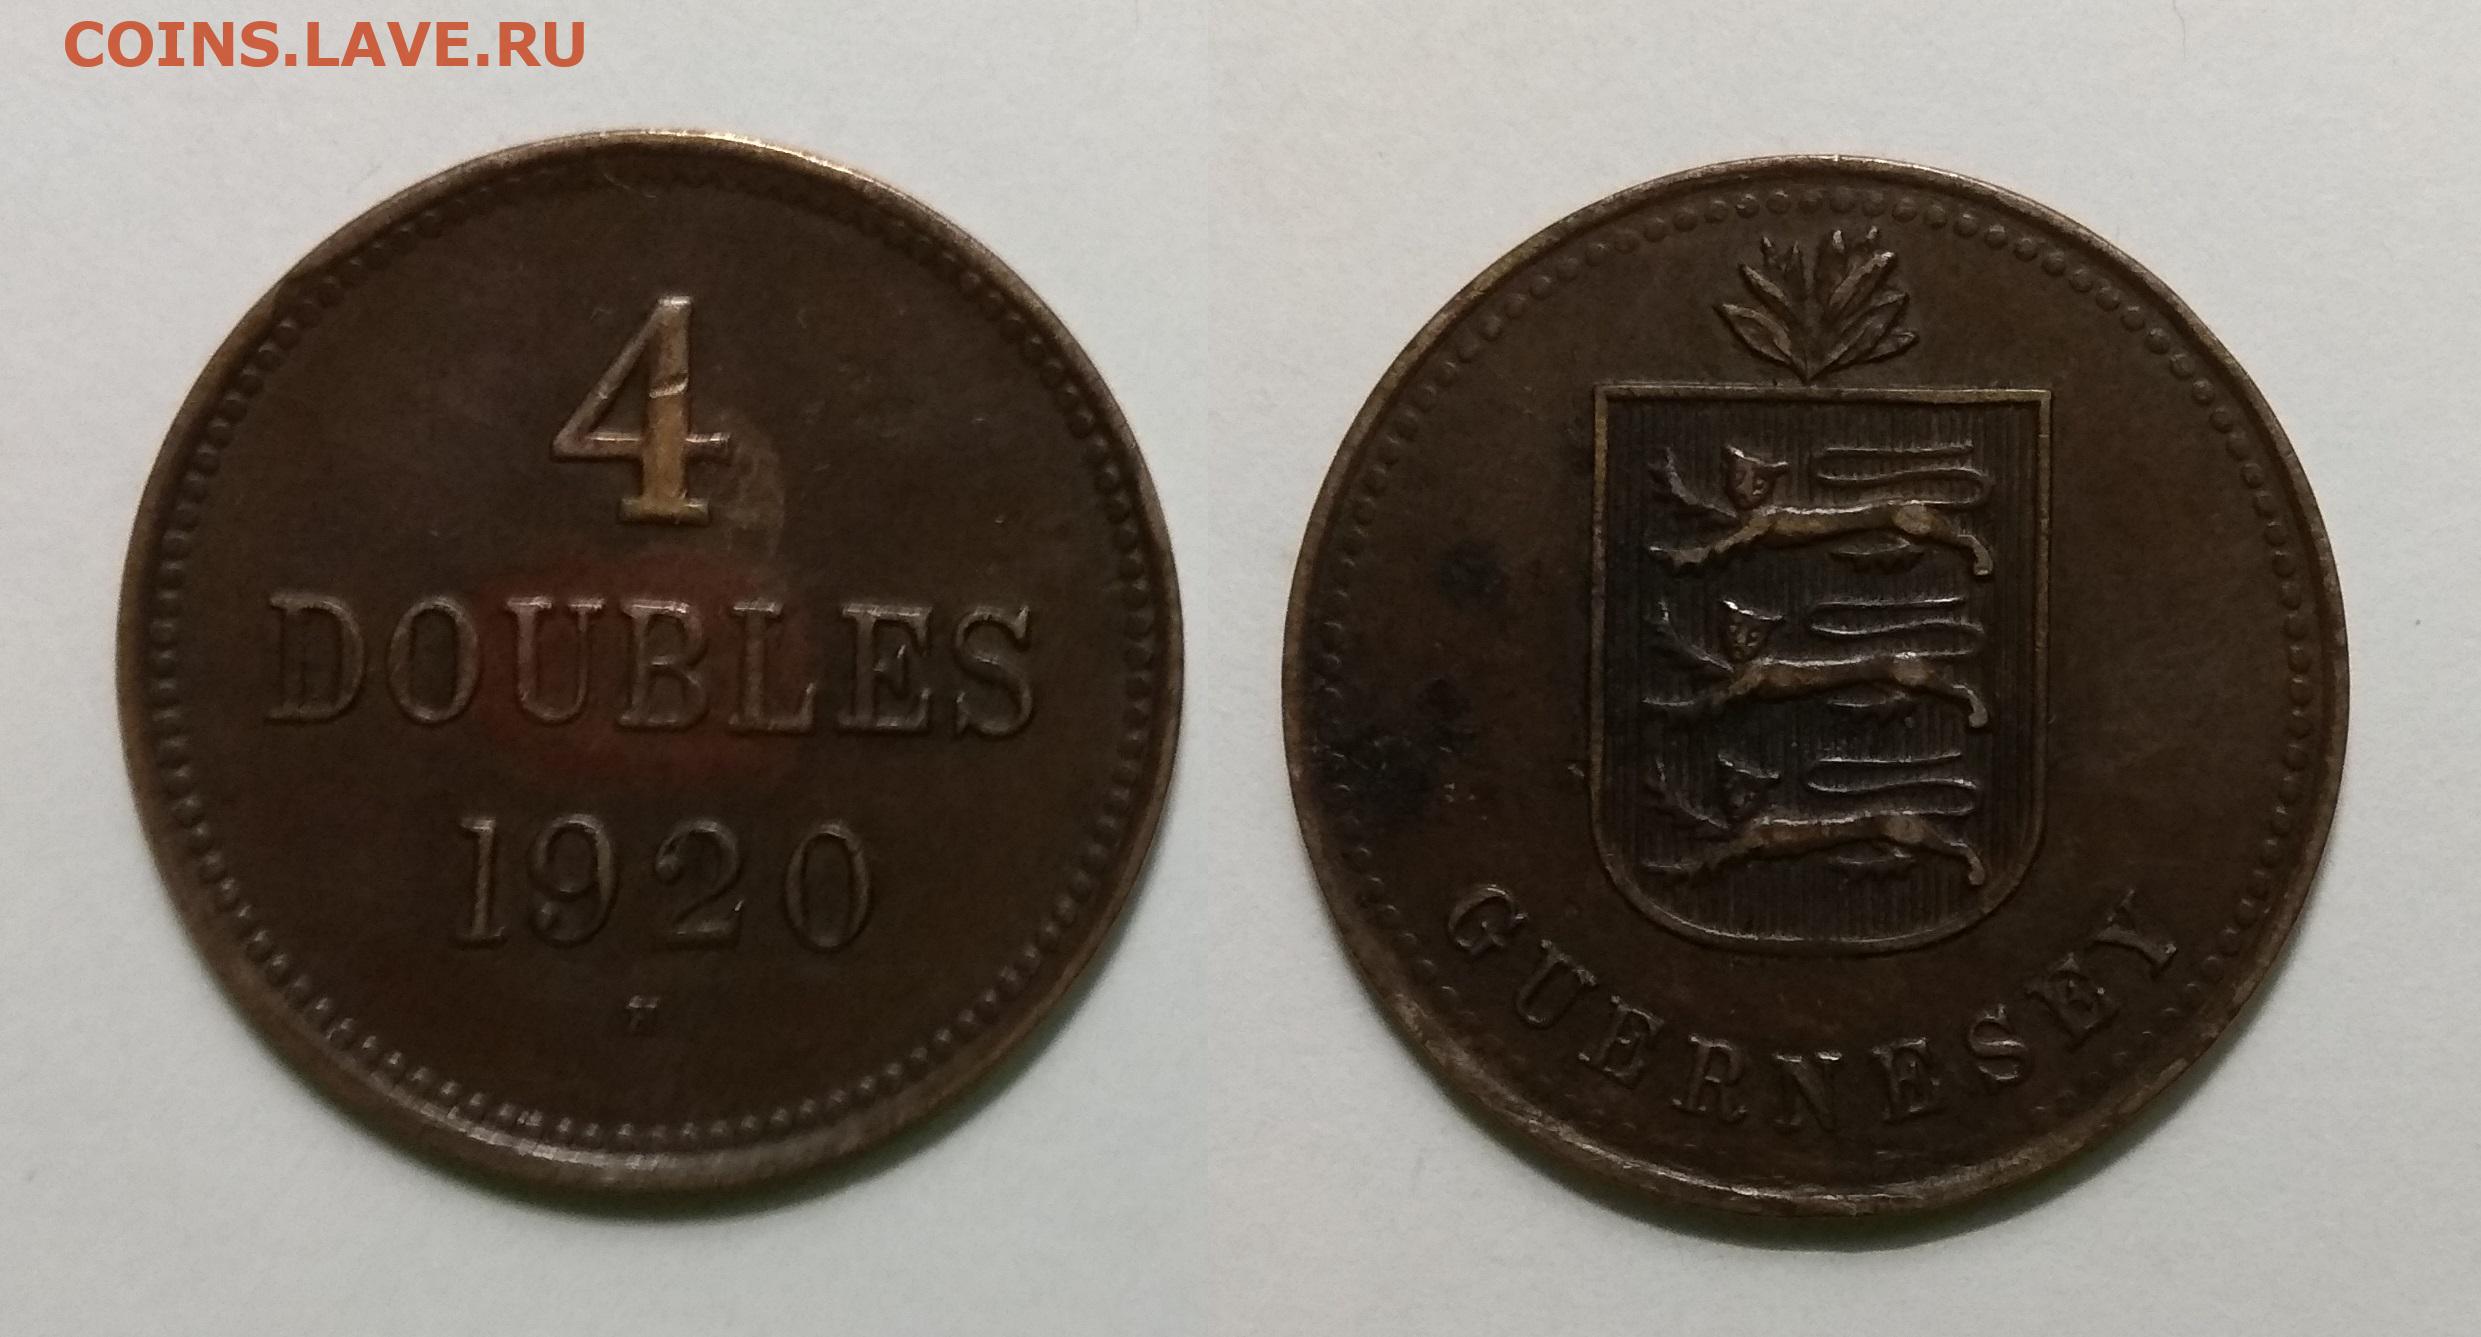 COINS.LAVE.RU
4
DOUBLES
1920
H
GUERNESEY